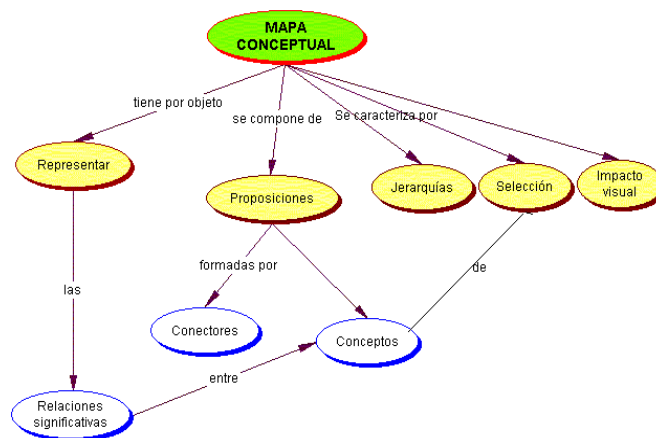 MAPA
CONCEPTUAL
tiene por objeto
se compone de
Se caracteriza por
Representar
Proposiciones
Jerarquías
Selección
Impacto
visual
formadas por
de
las
Conectores
Conceptos
entre
Relaciones
significativas